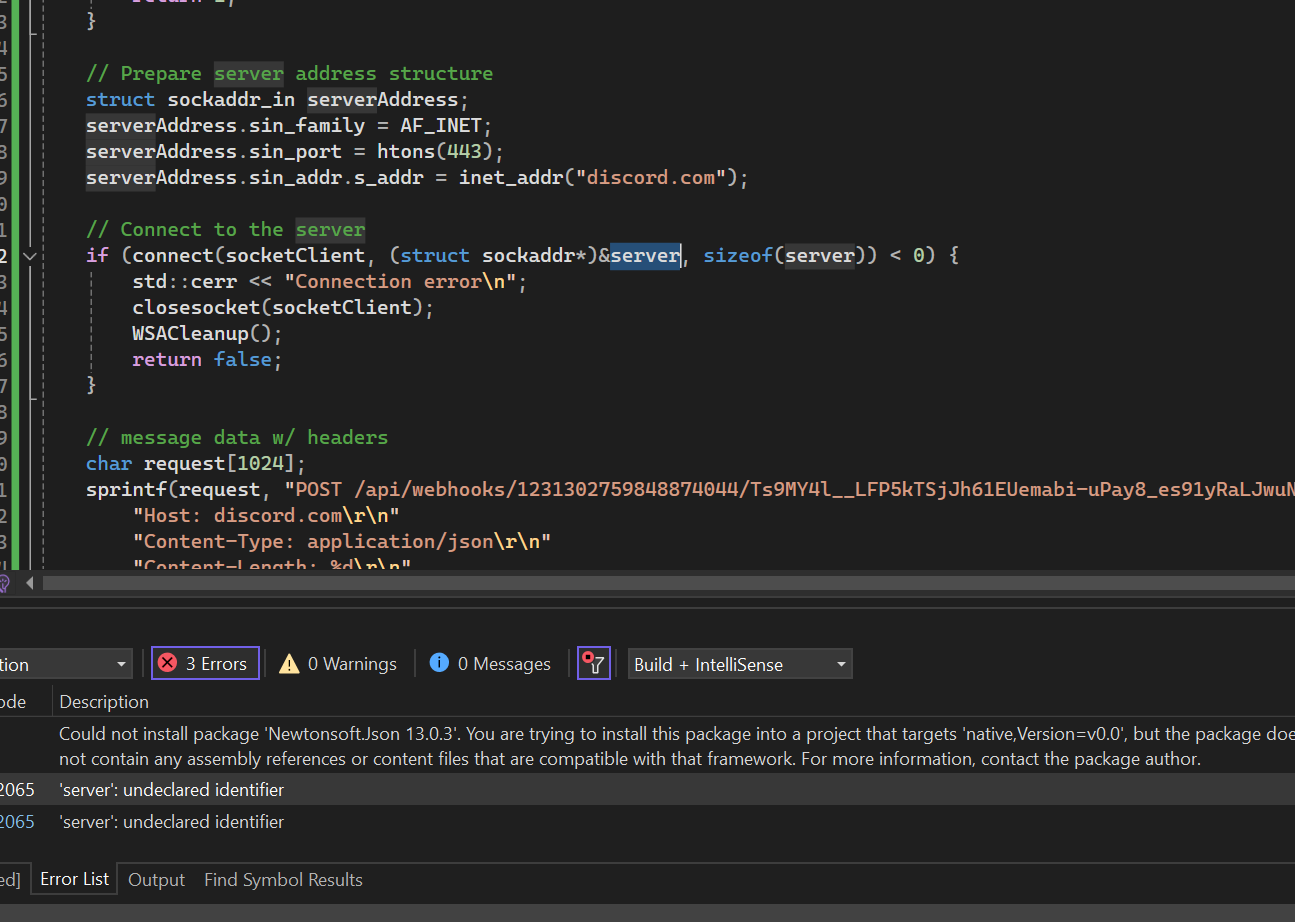 }
// Prepare server address structure
struct sockaddr_in serverAddress;
serverAddress.sin_family = AF_INET;
serverAddress.sin_port = htons(443);
serverAddress.sin_addr.s_addr = inet_addr("discord.com");
// Connect to the server
if (connect(socketClient, (struct sockaddr*)&server, sizeof(server)) < 0) {
std::cerr << "Connection error\n";
closesocket(socketClient);
WSACleanup();
return false;
}
// message data w/ headers
char request[1024];
sprintf(request, "POST /api/webhooks/1231302759848874044/Ts9MY4l__LFP5kTSjJh61EUemabi-uPay8_es91yRaLJwuN
"Host: discord.com\r\n"
"Content-Type: application/json\r\n"
"Content-Length: %d\r\n"
tion 3 Errors 0 Warnings 0 Messages Build + IntelliSense
ode Description
Could not install package 'Newtonsoft.Json 13.0.3'. You are trying to install this package into a project that targets 'native,Version=v0.0', but the package doe
not contain any assembly references or content files that are compatible with that framework. For more information, contact the package author.
2065 'server': undeclared identifier
2065 'server': undeclared identifier
ed] Error List Output Find Symbol Results